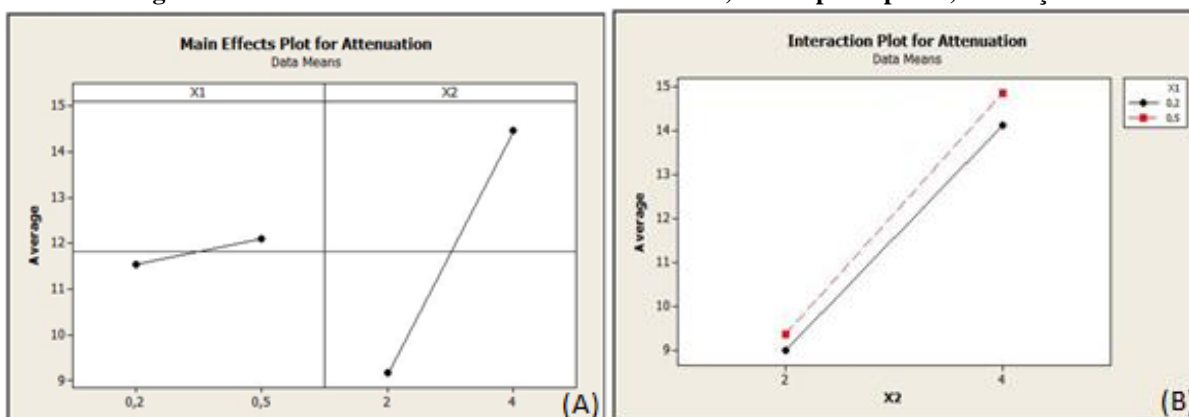 Main Effects Plot for Attenuation
Data Means
X1
X2
15
14
13
12
11
10
9
Average
0,2
0,5
2
4
(A)
Interaction Plot for Attenuation
Data Means
15
14
13
12
11
10
9
Average
2
4
X2
X1
0.2
0.5
(B)